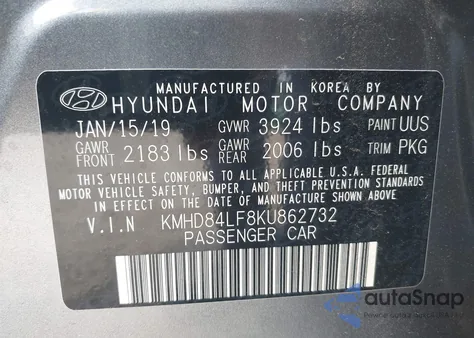 MANUFACTURED IN KOREA BY
HYUNDAI MOTOR COMPANY
JAN/15/19 GVWR 3924 lbs PAINT UUS
GAWR FRONT 2183 lbs GAWR REAR 2006 lbs TRIM PKG
THIS VEHICLE CONFORMS TO ALL APPLICABLE U.S.A. FEDERAL
MOTOR VEHICLE SAFETY, BUMPER, AND THEFT PREVENTION STANDARDS
IN EFFECT ON THE DATE OF MANUFACTURE SHOWN ABOVE.
V.I.N KMHD84LF8KU862732
PASSENGER CAR
autoSnap